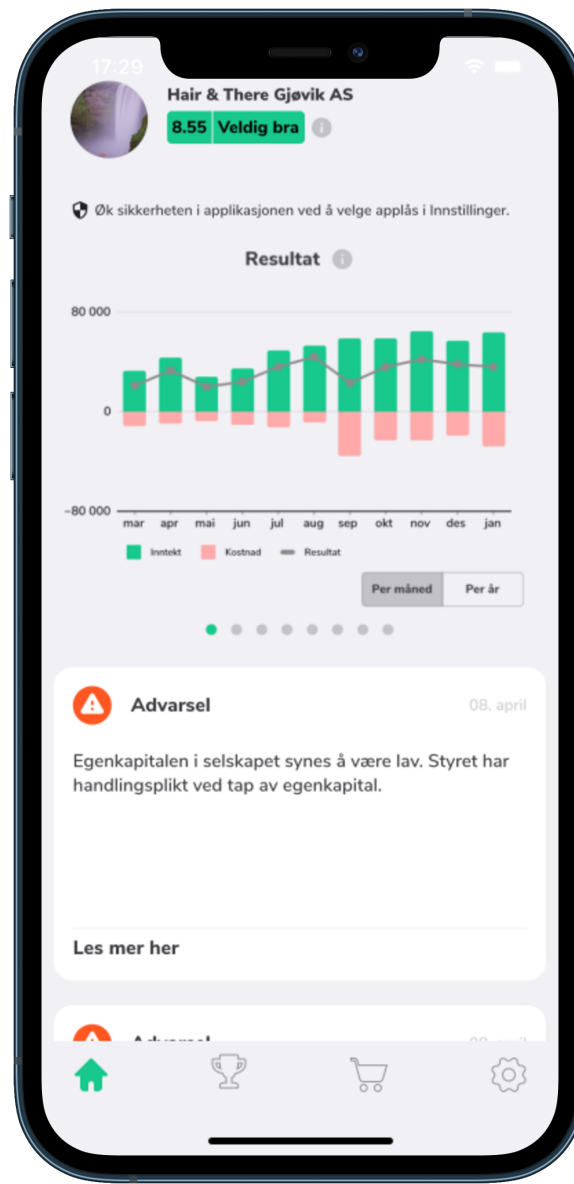 17:29
Hair & There Gjøvik AS
8.55 Veldig bra
Øk sikkerheten i applikasjonen ved å velge applås i Innstillinger.
Resultat
80 000
0
−80 000
mar apr mai jun jul aug sep okt nov des jan
Inntekt Kostnad Resultat
Per måned Per år
Advarsel 08. april
Egenkapitalen i selskapet synes å være lav. Styret har
handlingsplikt ved tap av egenkapital.
Les mer her
Advarsel